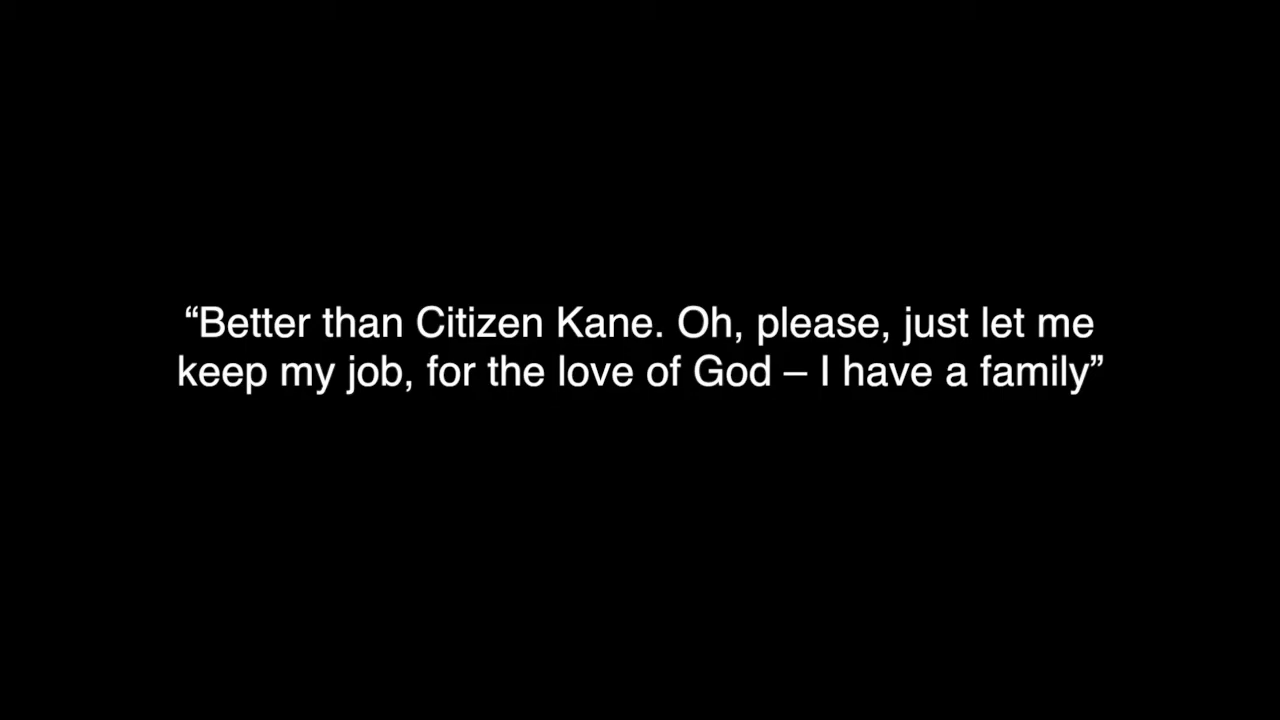 “Better than Citizen Kane. Oh, please, just let me
keep my job, for the love of God – I have a family”